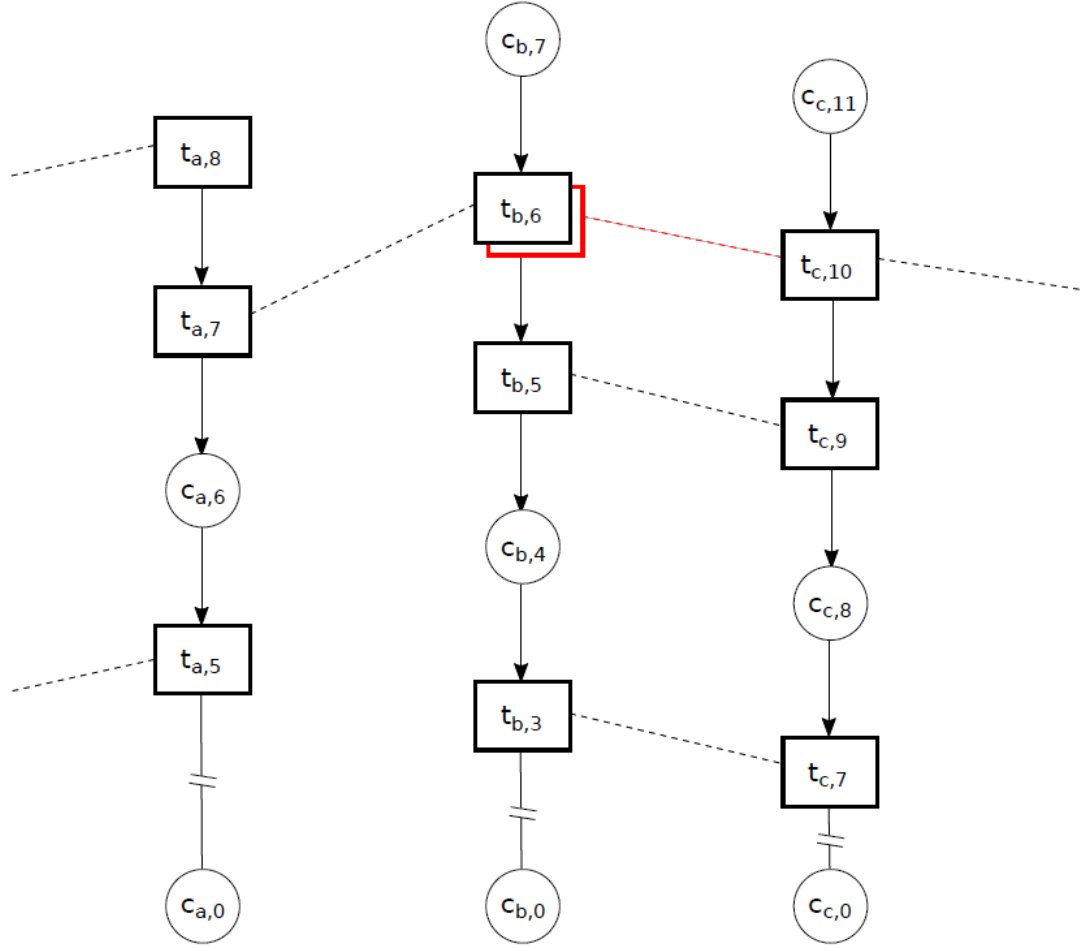 c_b,7
c_c,11
t_a,8
t_b,6
t_c,10
t_a,7
t_b,5
t_c,9
c_a,6
c_b,4
c_c,8
t_a,5
t_b,3
t_c,7
c_a,0
c_b,0
c_c,0